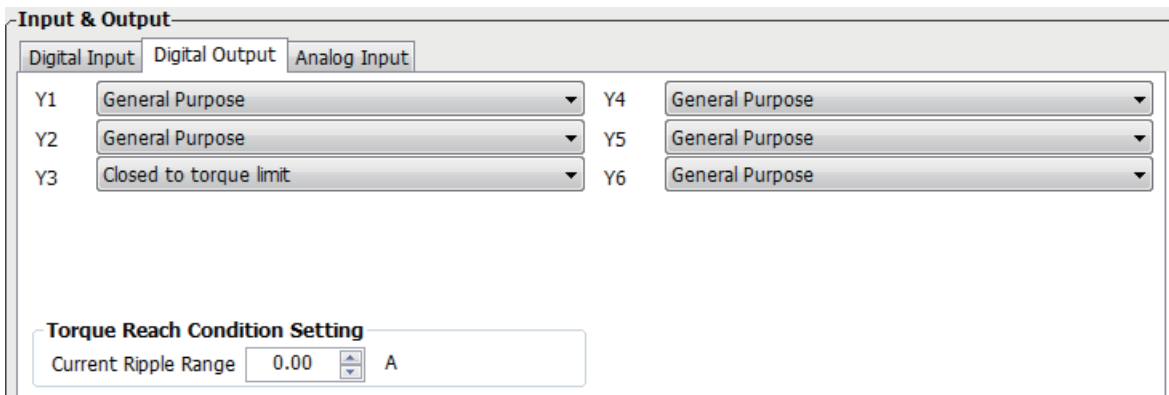 Input & Output
Digital Input Digital Output Analog Input
Y1 General Purpose Y4 General Purpose
Y2 General Purpose Y5 General Purpose
Y3 Closed to torque limit Y6 General Purpose
Torque Reach Condition Setting
Current Ripple Range 0.00 A